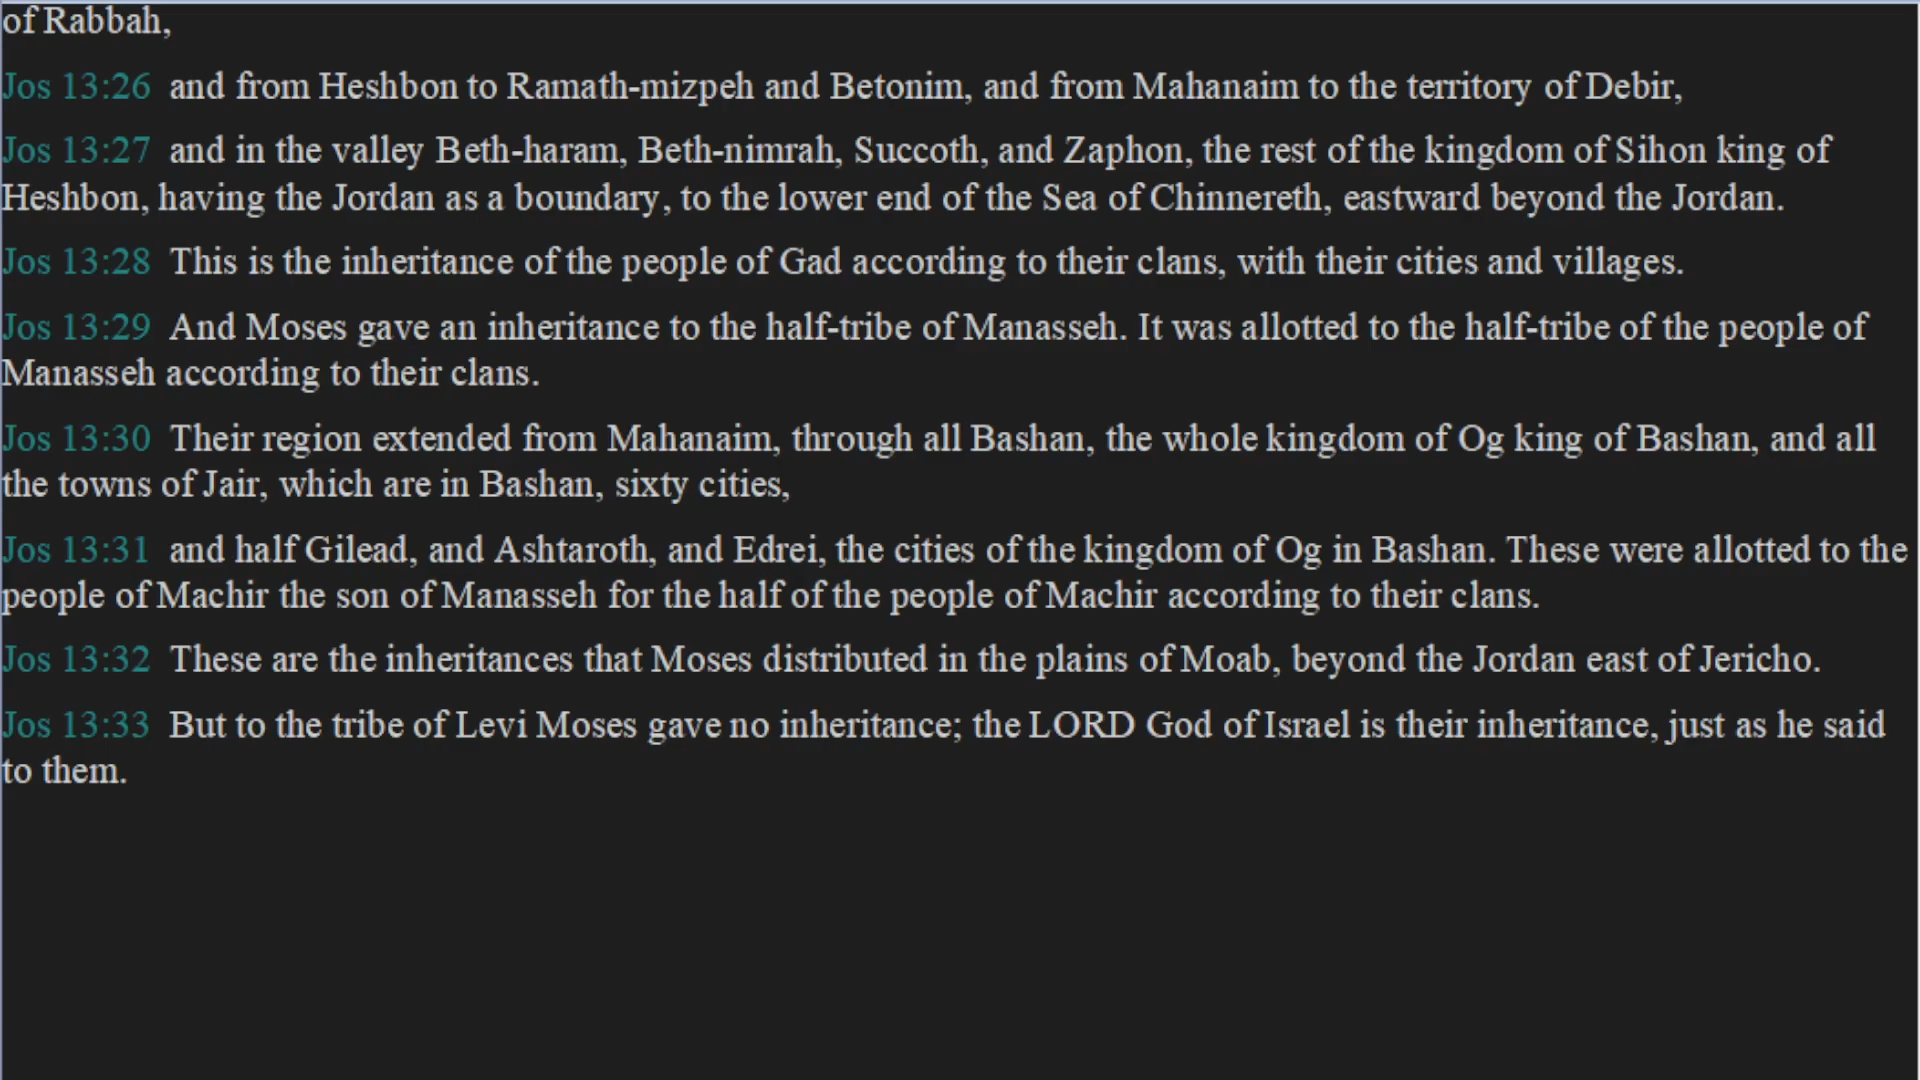 of Rabbah,
Jos 13:26 and from Heshbon to Ramath-mizpeh and Betonim, and from Mahanaim to the territory of Debir,
Jos 13:27 and in the valley Beth-haram, Beth-nimrah, Succoth, and Zaphon, the rest of the kingdom of Sihon king of
Heshbon, having the Jordan as a boundary, to the lower end of the Sea of Chinnereth, eastward beyond the Jordan.
Jos 13:28 This is the inheritance of the people of Gad according to their clans, with their cities and villages.
Jos 13:29 And Moses gave an inheritance to the half-tribe of Manasseh. It was allotted to the half-tribe of the people of
Manasseh according to their clans.
Jos 13:30 Their region extended from Mahanaim, through all Bashan, the whole kingdom of Og king of Bashan, and all
the towns of Jair, which are in Bashan, sixty cities,
Jos 13:31 and half Gilead, and Ashtaroth, and Edrei, the cities of the kingdom of Og in Bashan. These were allotted to the
people of Machir the son of Manasseh for the half of the people of Machir according to their clans.
Jos 13:32 These are the inheritances that Moses distributed in the plains of Moab, beyond the Jordan east of Jericho.
Jos 13:33 But to the tribe of Levi Moses gave no inheritance; the LORD God of Israel is their inheritance, just as he said
to them.